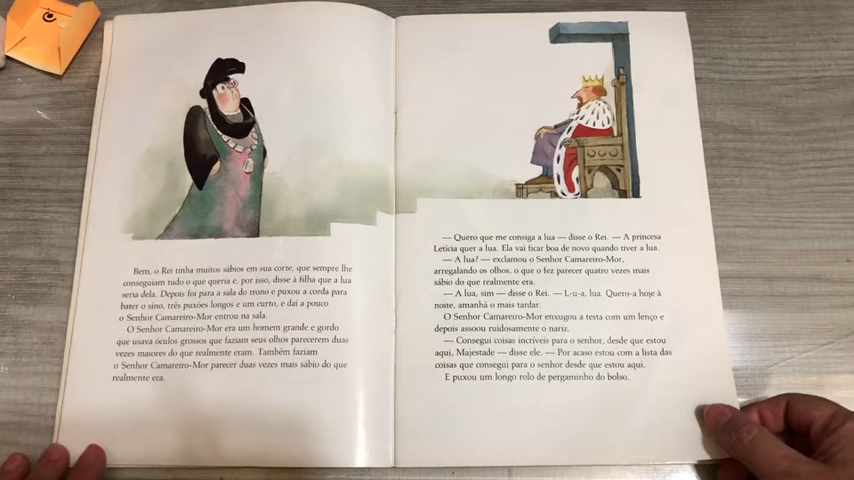 Bem, o Rei tinha muitos sábios em sua corte, que sempre lhe
conseguiam tudo o que queria e, por isso, disse à filha que a lua
seria dela. Depois foi para a sala do trono e puxou a corda para
bater o sino, três puxões longos e um curto, e daí a pouco
o Senhor Camareiro-Mor entrou na sala.
O Senhor Camareiro-Mor era um homem grande e gordo
que usava óculos grossos que faziam seus olhos parecerem duas
vezes maiores do que realmente eram. Também faziam
o Senhor Camareiro-Mor parecer duas vezes mais sábio do que
realmente era.
— Quero que me consiga a lua — disse o Rei. — A princesa
Letícia quer a lua. Ela vai ficar boa de novo quando tiver a lua.
— A lua? — exclamou o Senhor Camareiro-Mor,
arregalando os olhos, o que o fez parecer quatro vezes mais
sábio do que realmente era.
— A lua, sim — disse o Rei. — L-u-a, lua. Quero-a hoje à
noite, amanhã o mais tardar.
O Senhor Camareiro-Mor enxugou a testa com um lenço e
depois assoou ruidosamente o nariz.
— Consegui coisas incríveis para o senhor, desde que estou
aqui, Majestade — disse ele. — Por acaso estou com a lista das
coisas que consegui para o senhor desde que estou aqui.
E puxou um longo rolo de pergaminho do bolso.